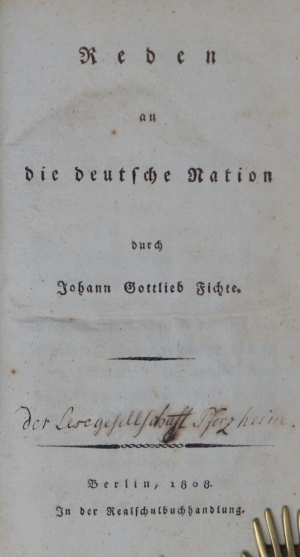 Reden
an
die deutſche Nation
durch
Johann Gottlieb Fichte.
der Lesegesellschaft Pforzheim.
Berlin, 1808.
In der Realschulbuchhandlung.